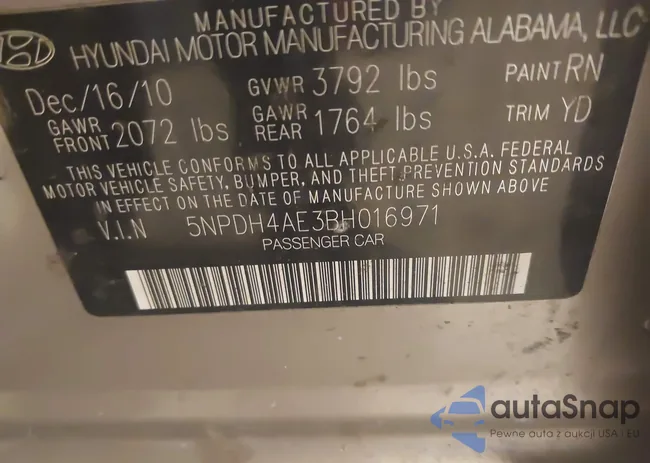 MANUFACTURED BY
HYUNDAI MOTOR MANUFACTURING ALABAMA, LLC
Dec/16/10 GVWR 3792 lbs PAINT RN
GAWR FRONT 2072 lbs GAWR REAR 1764 lbs TRIM YD
THIS VEHICLE CONFORMS TO ALL APPLICABLE U.S.A. FEDERAL
MOTOR VEHICLE SAFETY, BUMPER, AND THEFT PREVENTION STANDARDS
IN EFFECT ON THE DATE OF MANUFACTURE SHOWN ABOVE
V.I.N 5NPDH4AE3BH016971
PASSENGER CAR
autaSnap
Pewne auta z aukcji USA i EU